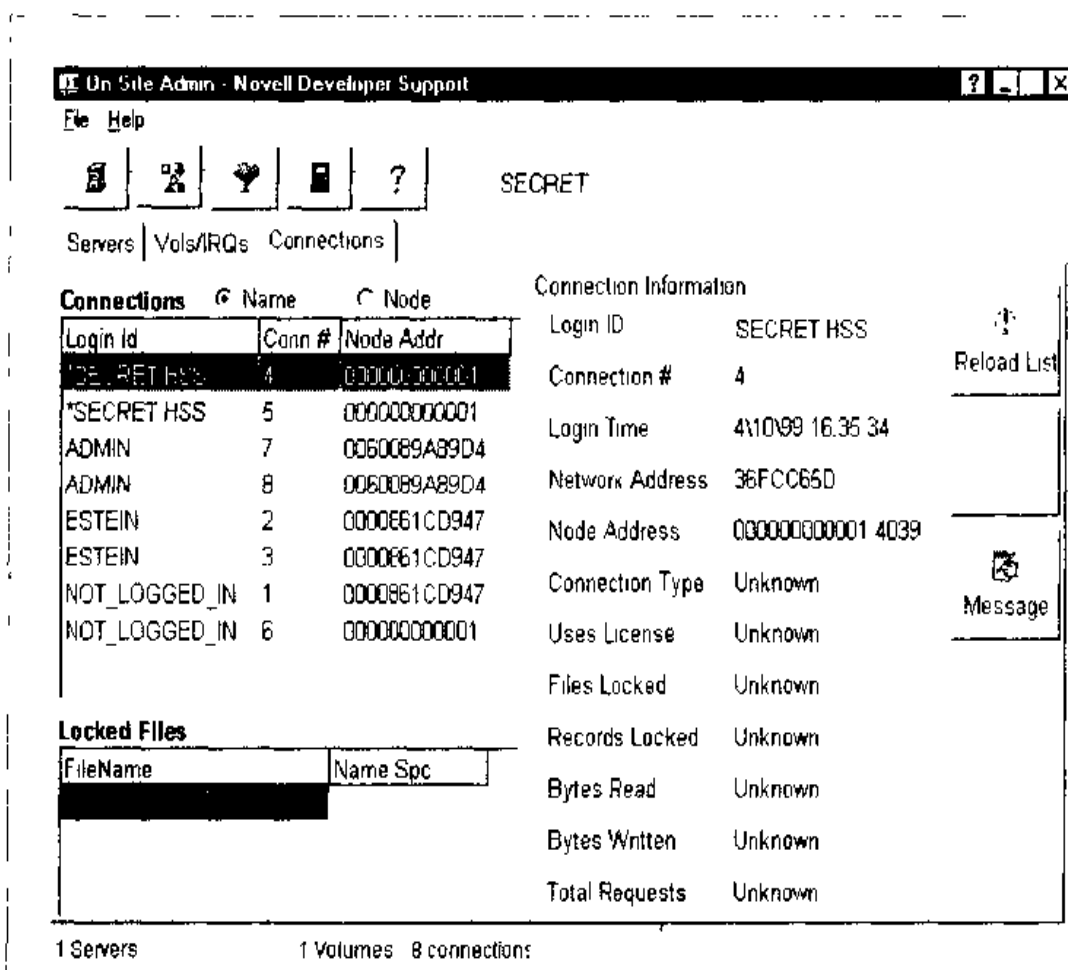 On Site Admin - Novell Developer Support
File Help
SECRET
Servers Vols/IRQs Connections
Connections Name Node
Login Id Conn # Node Addr
*SECRET HSS 4 000000000001
*SECRET HSS 5 000000000001
ADMIN 7 0060089A89D4
ADMIN 8 0060089A89D4
ESTEIN 2 0000861CD947
ESTEIN 3 0000861CD947
NOT_LOGGED_IN 1 0000861CD947
NOT_LOGGED_IN 6 000000000001
Locked Files
FileName Name Spc
Connection Information
Login ID SECRET HSS
Connection # 4
Login Time 4\10\99 16.35 34
Network Address 36FCC65D
Node Address 000000000001 4039
Connection Type Unknown
Uses License Unknown
Files Locked Unknown
Records Locked Unknown
Bytes Read Unknown
Bytes Written Unknown
Total Requests Unknown
Reload List
Message
1 Servers 1 Volumes 8 connections